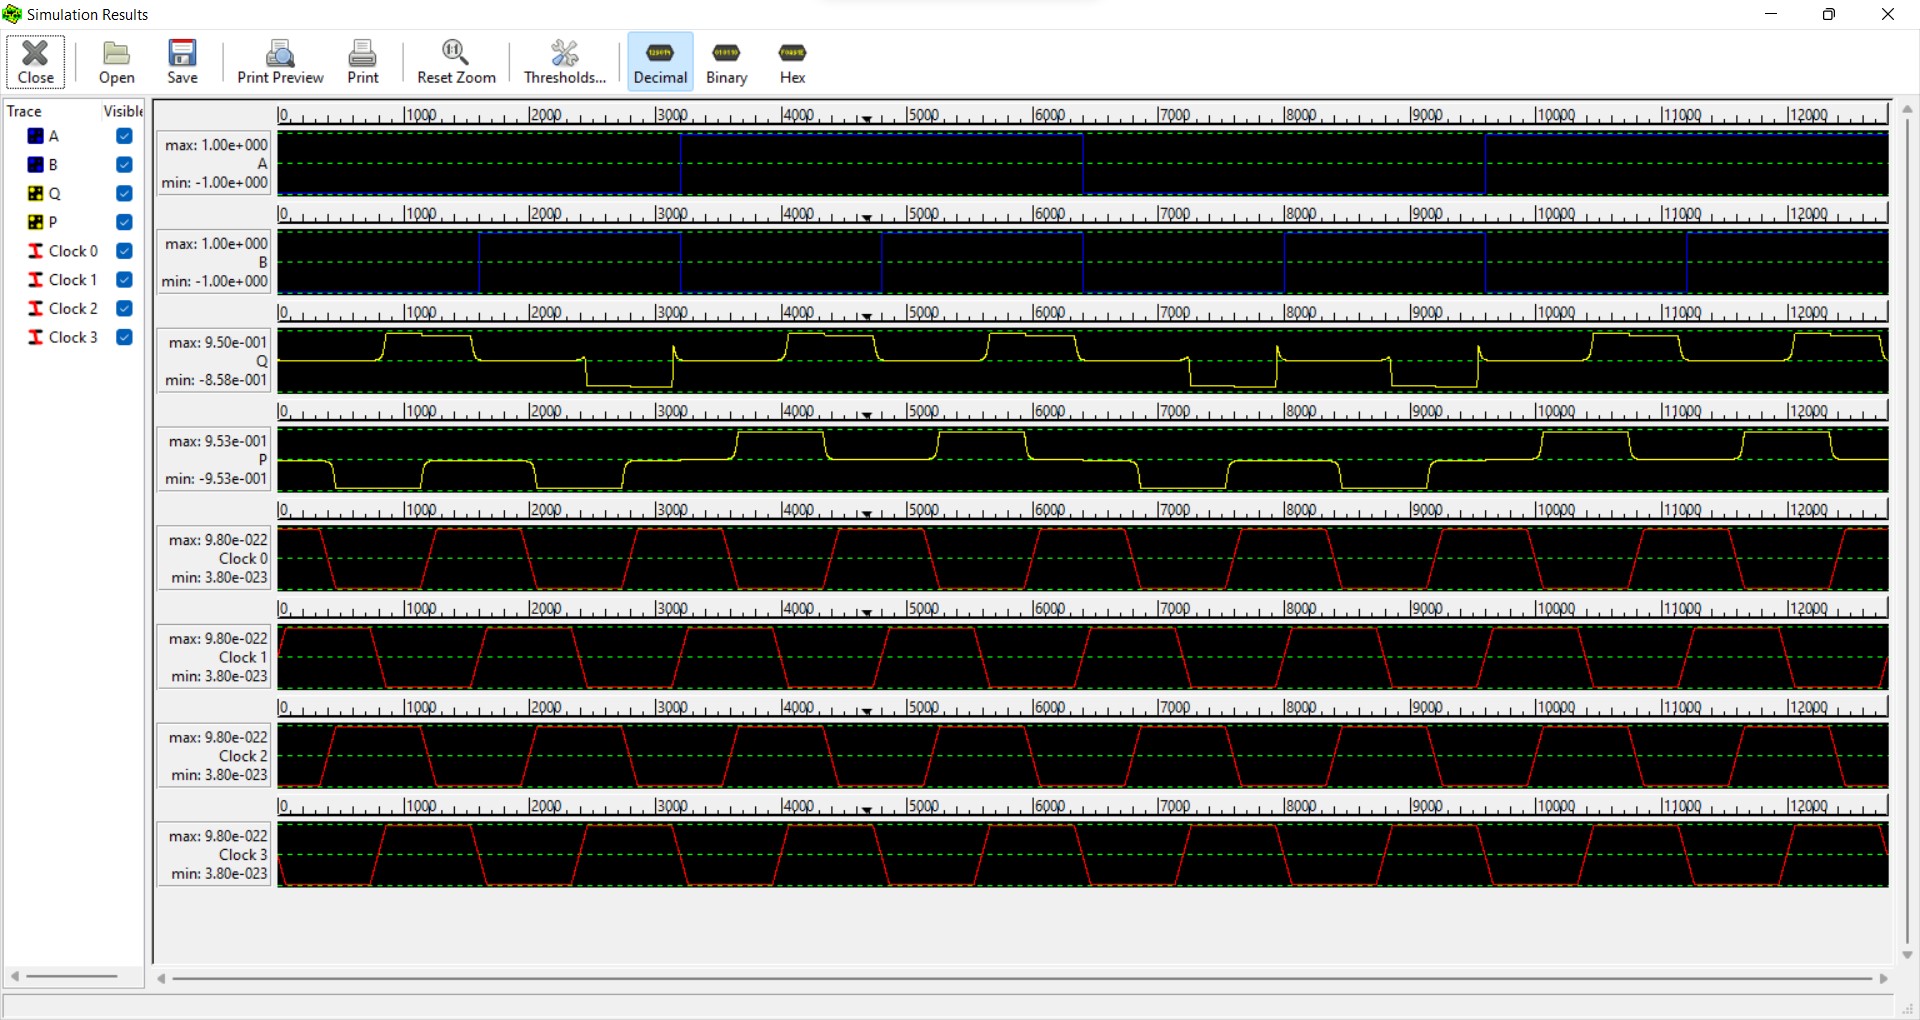 Simulation Results
Close Open Save Print Preview Print Reset Zoom Thresholds... Decimal Binary Hex
Trace Visible
A
B
Q
P
Clock 0
Clock 1
Clock 2
Clock 3
0 1000 2000 3000 4000 5000 6000 7000 8000 9000 10000 11000 12000
max: 1.00e+000
A
min: -1.00e+000
0 1000 2000 3000 4000 5000 6000 7000 8000 9000 10000 11000 12000
max: 1.00e+000
B
min: -1.00e+000
0 1000 2000 3000 4000 5000 6000 7000 8000 9000 10000 11000 12000
max: 9.50e-001
Q
min: -8.58e-001
0 1000 2000 3000 4000 5000 6000 7000 8000 9000 10000 11000 12000
max: 9.53e-001
P
min: -9.53e-001
0 1000 2000 3000 4000 5000 6000 7000 8000 9000 10000 11000 12000
max: 9.80e-022
Clock 0
min: 3.80e-023
0 1000 2000 3000 4000 5000 6000 7000 8000 9000 10000 11000 12000
max: 9.80e-022
Clock 1
min: 3.80e-023
0 1000 2000 3000 4000 5000 6000 7000 8000 9000 10000 11000 12000
max: 9.80e-022
Clock 2
min: 3.80e-023
0 1000 2000 3000 4000 5000 6000 7000 8000 9000 10000 11000 12000
max: 9.80e-022
Clock 3
min: 3.80e-023